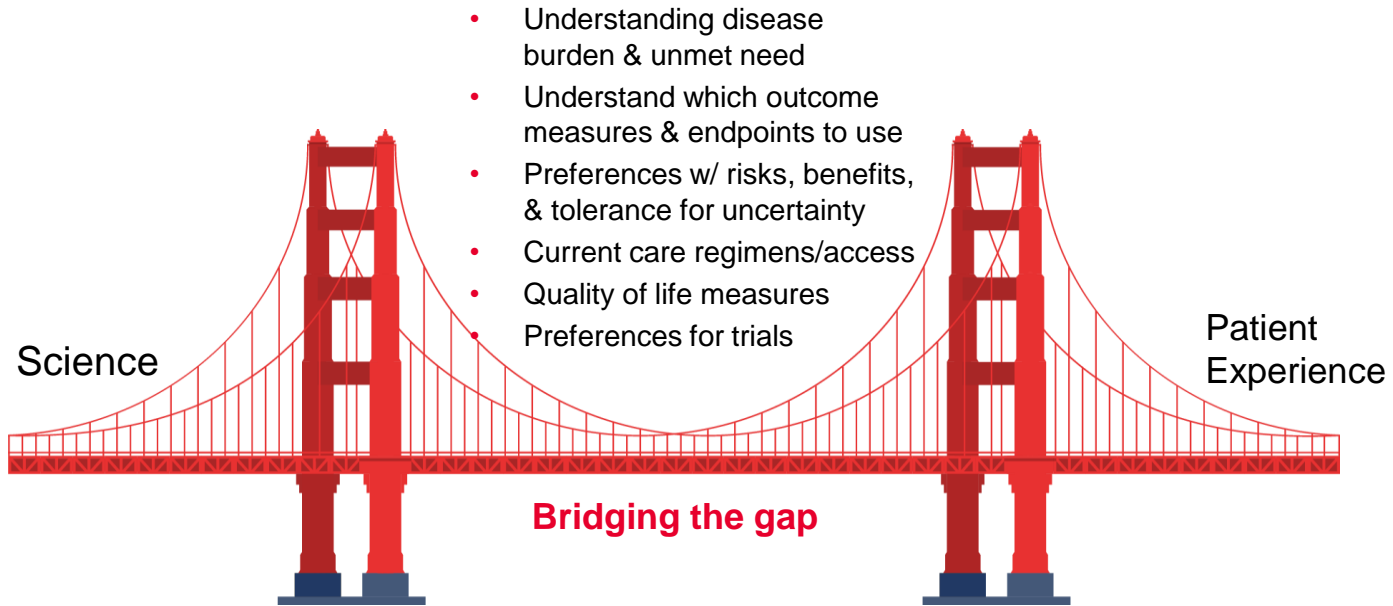 • Understanding disease
burden & unmet need
• Understand which outcome
measures & endpoints to use
• Preferences w/ risks, benefits,
& tolerance for uncertainty
• Current care regimens/access
• Quality of life measures
• Preferences for trials
Science
Patient
Experience
Bridging the gap